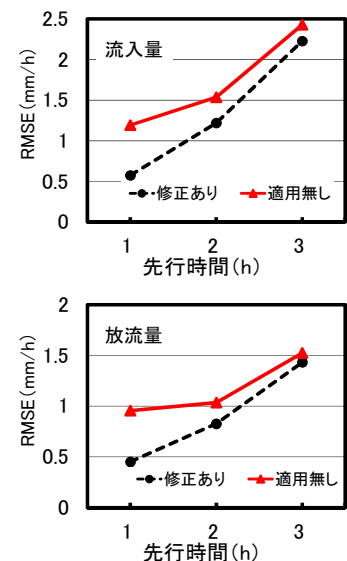 2.5
流入量
2
1.5
1
0.5
0
RMSE(mm/h)
修正あり 適用無し
1 2 3
先行時間(h)
2
放流量
1.5
1
0.5
0
RMSE(mm/h)
修正あり 適用無し
1 2 3
先行時間(h)